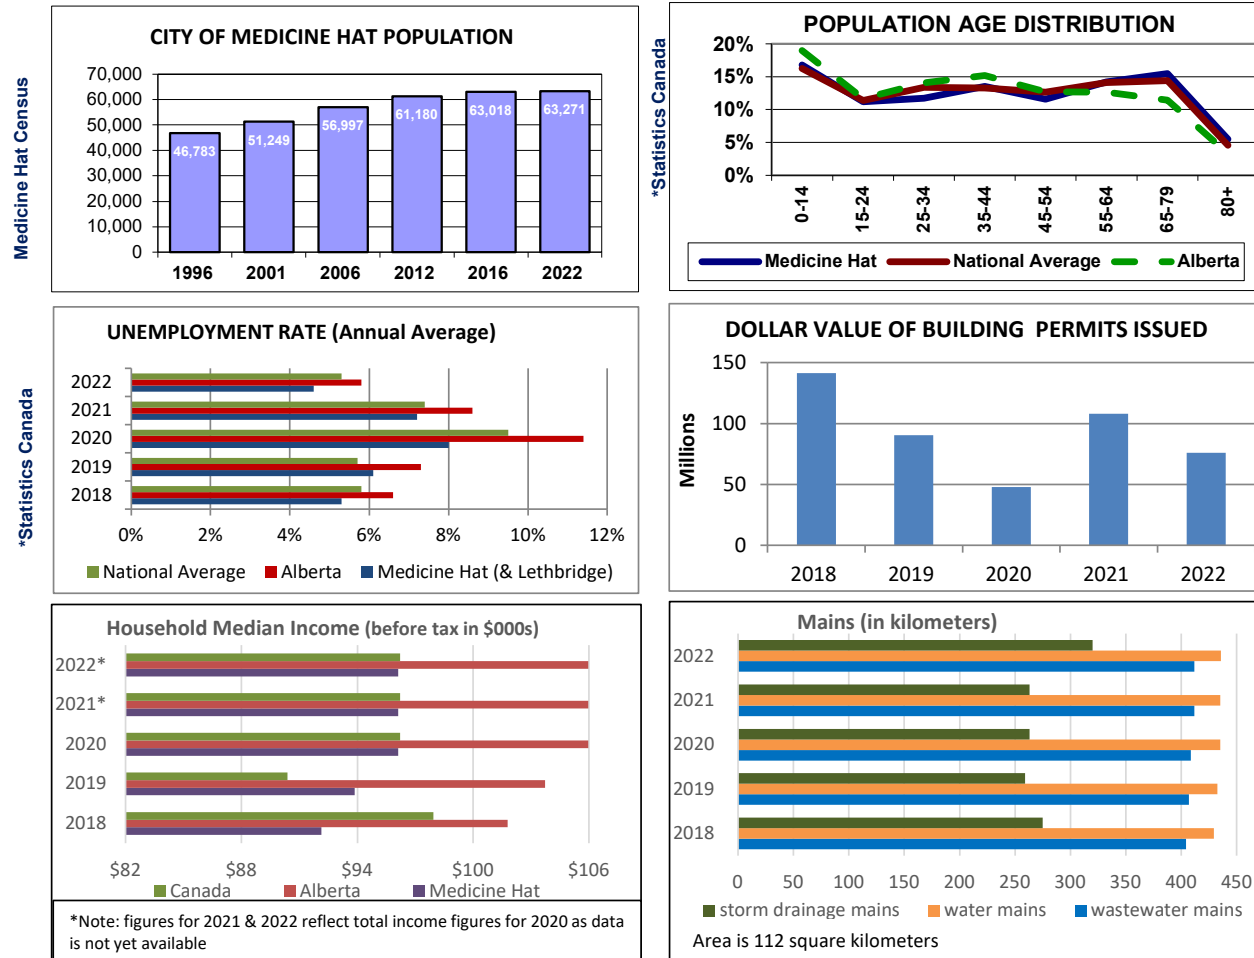 CITY OF MEDICINE HAT POPULATION
Medicine Hat Census
70,000
60,000
50,000
40,000
30,000
20,000
10,000
0
46,783
51,249
56,997
61,180
63,018
63,271
1996 2001 2006 2012 2016 2022
POPULATION AGE DISTRIBUTION
*Statistics Canada
20%
15%
10%
5%
0%
0-14 15-24 25-34 35-44 45-54 55-64 65-79 80+
Medicine Hat National Average Alberta
UNEMPLOYMENT RATE (Annual Average)
*Statistics Canada
2022
2021
2020
2019
2018
0% 2% 4% 6% 8% 10% 12%
National Average Alberta Medicine Hat (& Lethbridge)
DOLLAR VALUE OF BUILDING PERMITS ISSUED
Millions
150
100
50
0
2018 2019 2020 2021 2022
Household Median Income (before tax in $000s)
2022*
2021*
2020
2019
2018
$82 $88 $94 $100 $106
Canada Alberta Medicine Hat
*Note: figures for 2021 & 2022 reflect total income figures for 2020 as data
is not yet available
Mains (in kilometers)
2022
2021
2020
2019
2018
0 50 100 150 200 250 300 350 400 450
storm drainage mains water mains wastewater mains
Area is 112 square kilometers